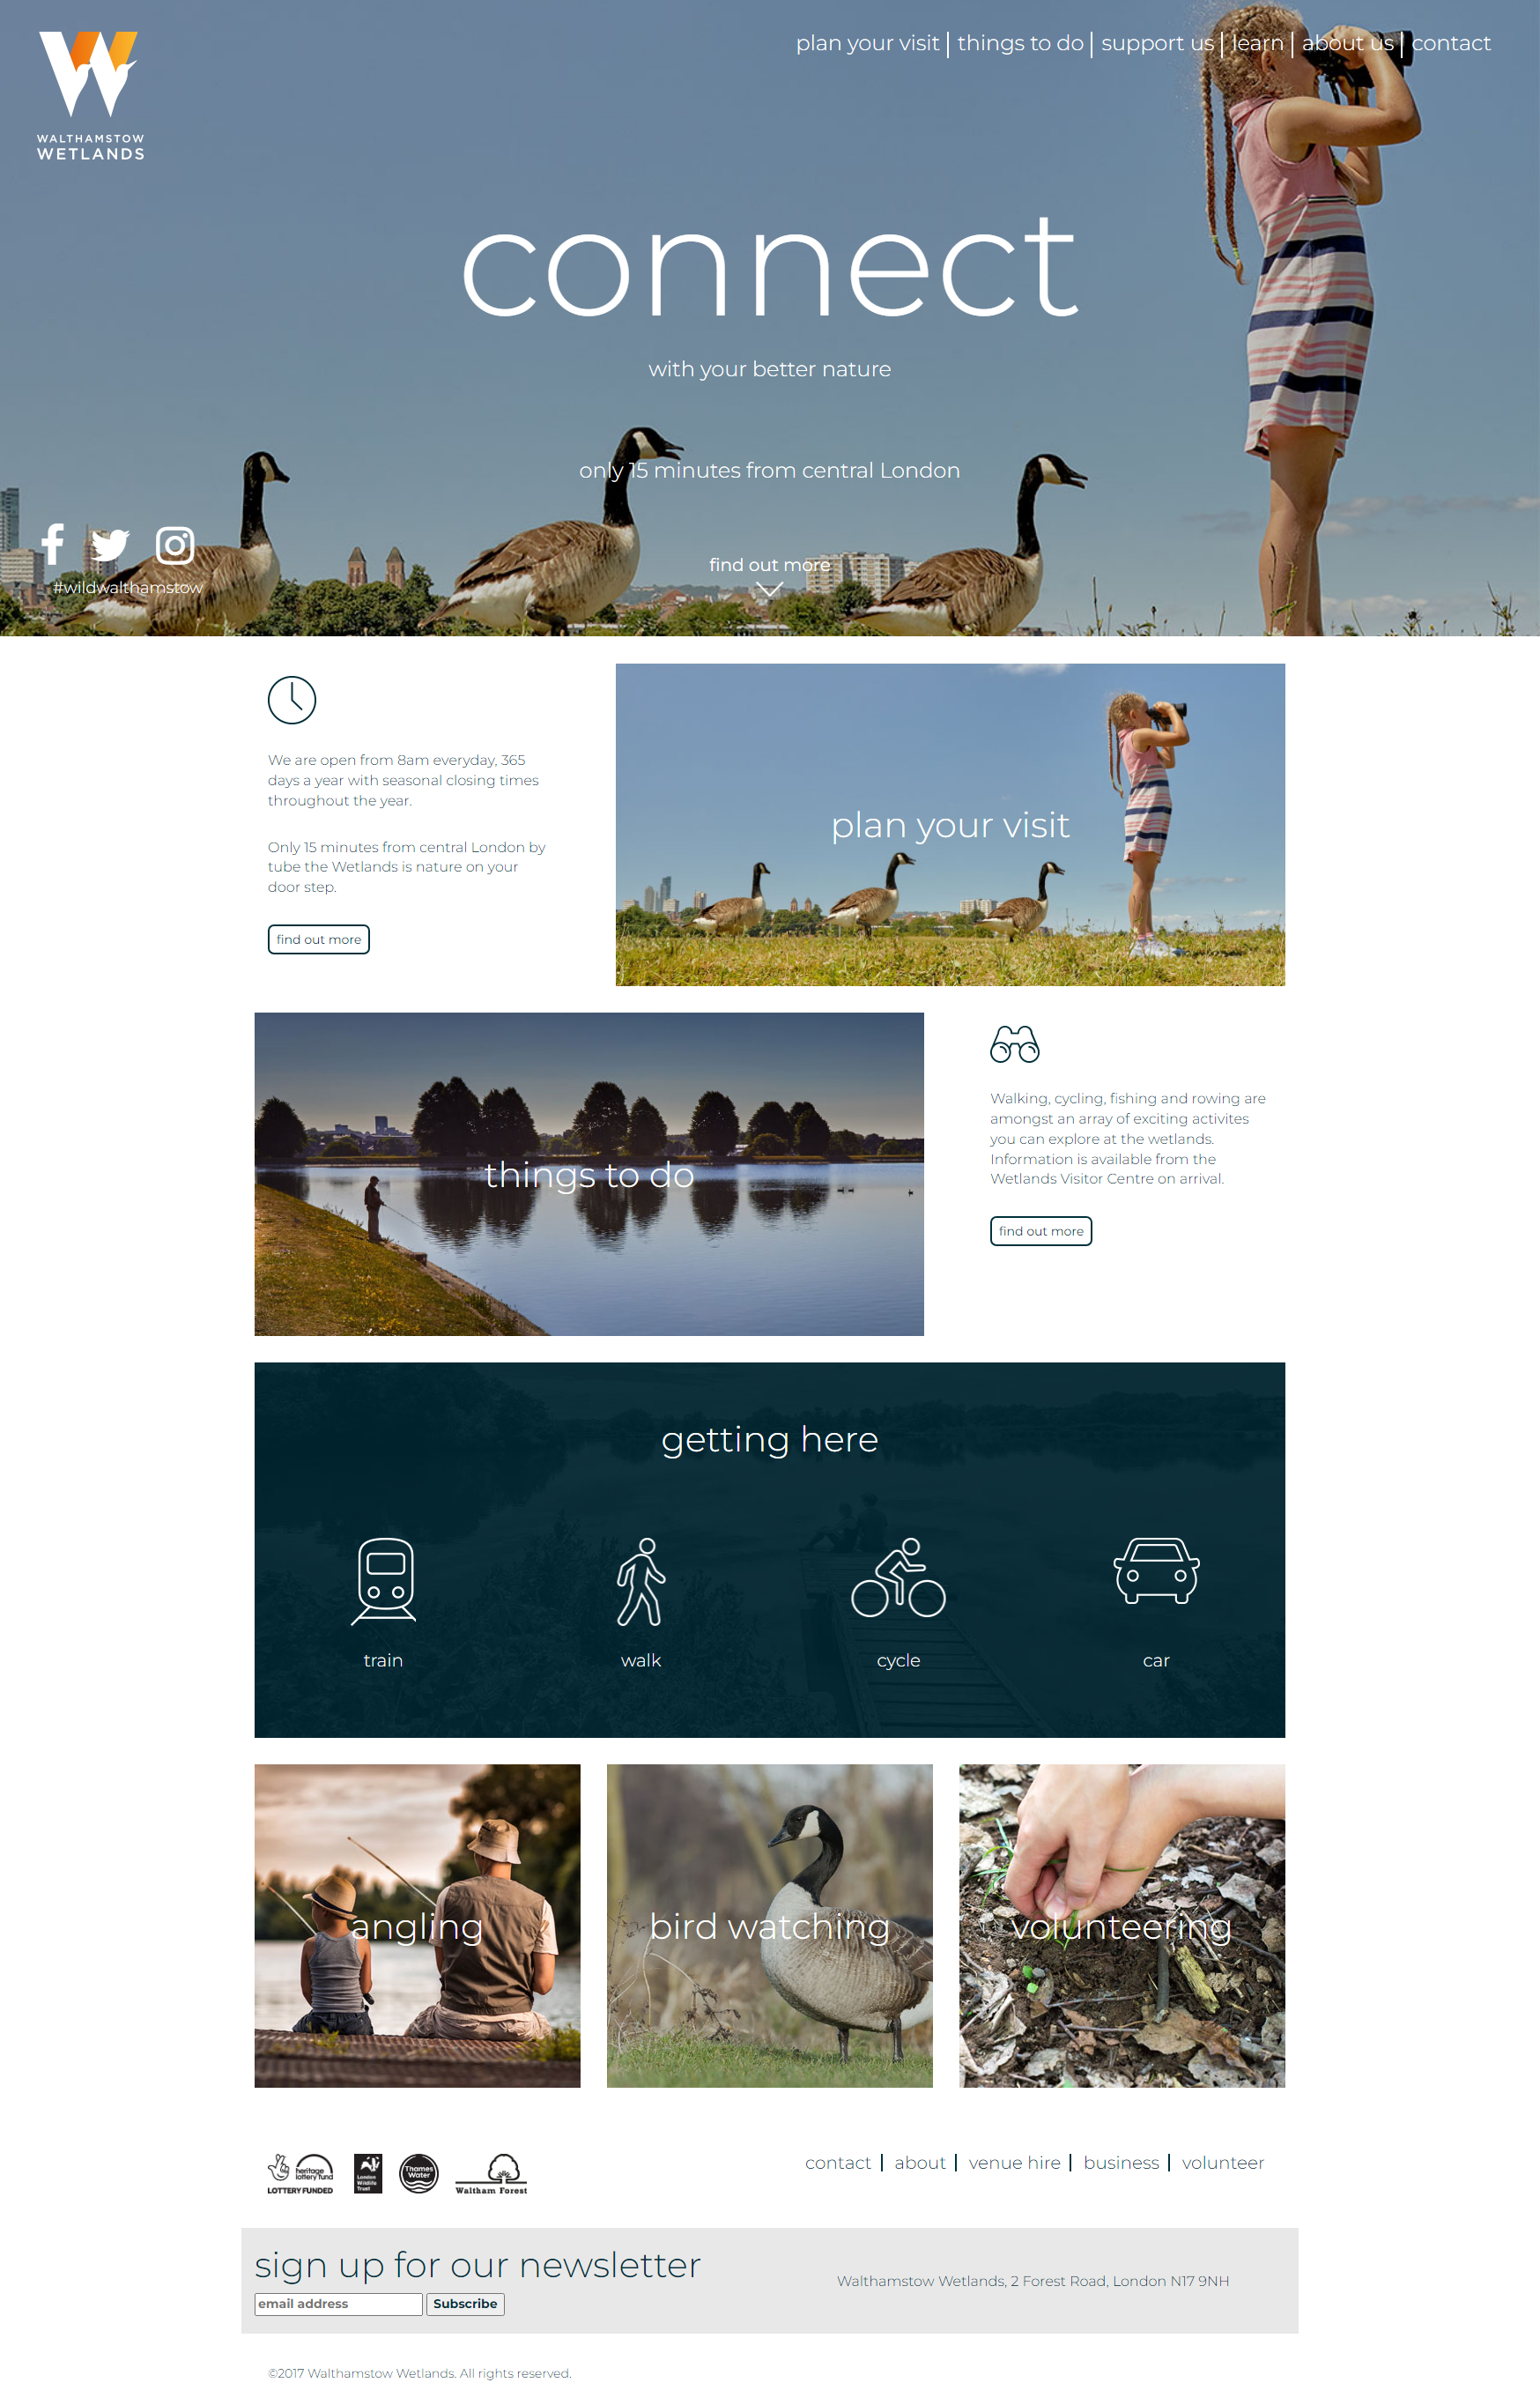 WALTHAMSTOW
WETLANDS
plan your visit
things to do
support us
learn
about us
contact
connect
with your better nature
only 15 minutes from central London
#wildwalthamstow
find out more
We are open from 8am everyday, 365
days a year with seasonal closing times
throughout the year.
Only 15 minutes from central London by
tube the Wetlands is nature on your
door step.
find out more
plan your visit
things to do
Walking, cycling, fishing and rowing are
amongst an array of exciting activites
you can explore at the wetlands.
Information is available from the
Wetlands Visitor Centre on arrival.
find out more
getting here
train
walk
cycle
car
angling
bird watching
volunteering
heritage
lottery fund
LOTTERY FUNDED
London
Wildlife
Trust
Thames
Water
Waltham Forest
contact
about
venue hire
business
volunteer
sign up for our newsletter
email address
Subscribe
Walthamstow Wetlands, 2 Forest Road, London N17 9NH
©2017 Walthamstow Wetlands. All rights reserved.